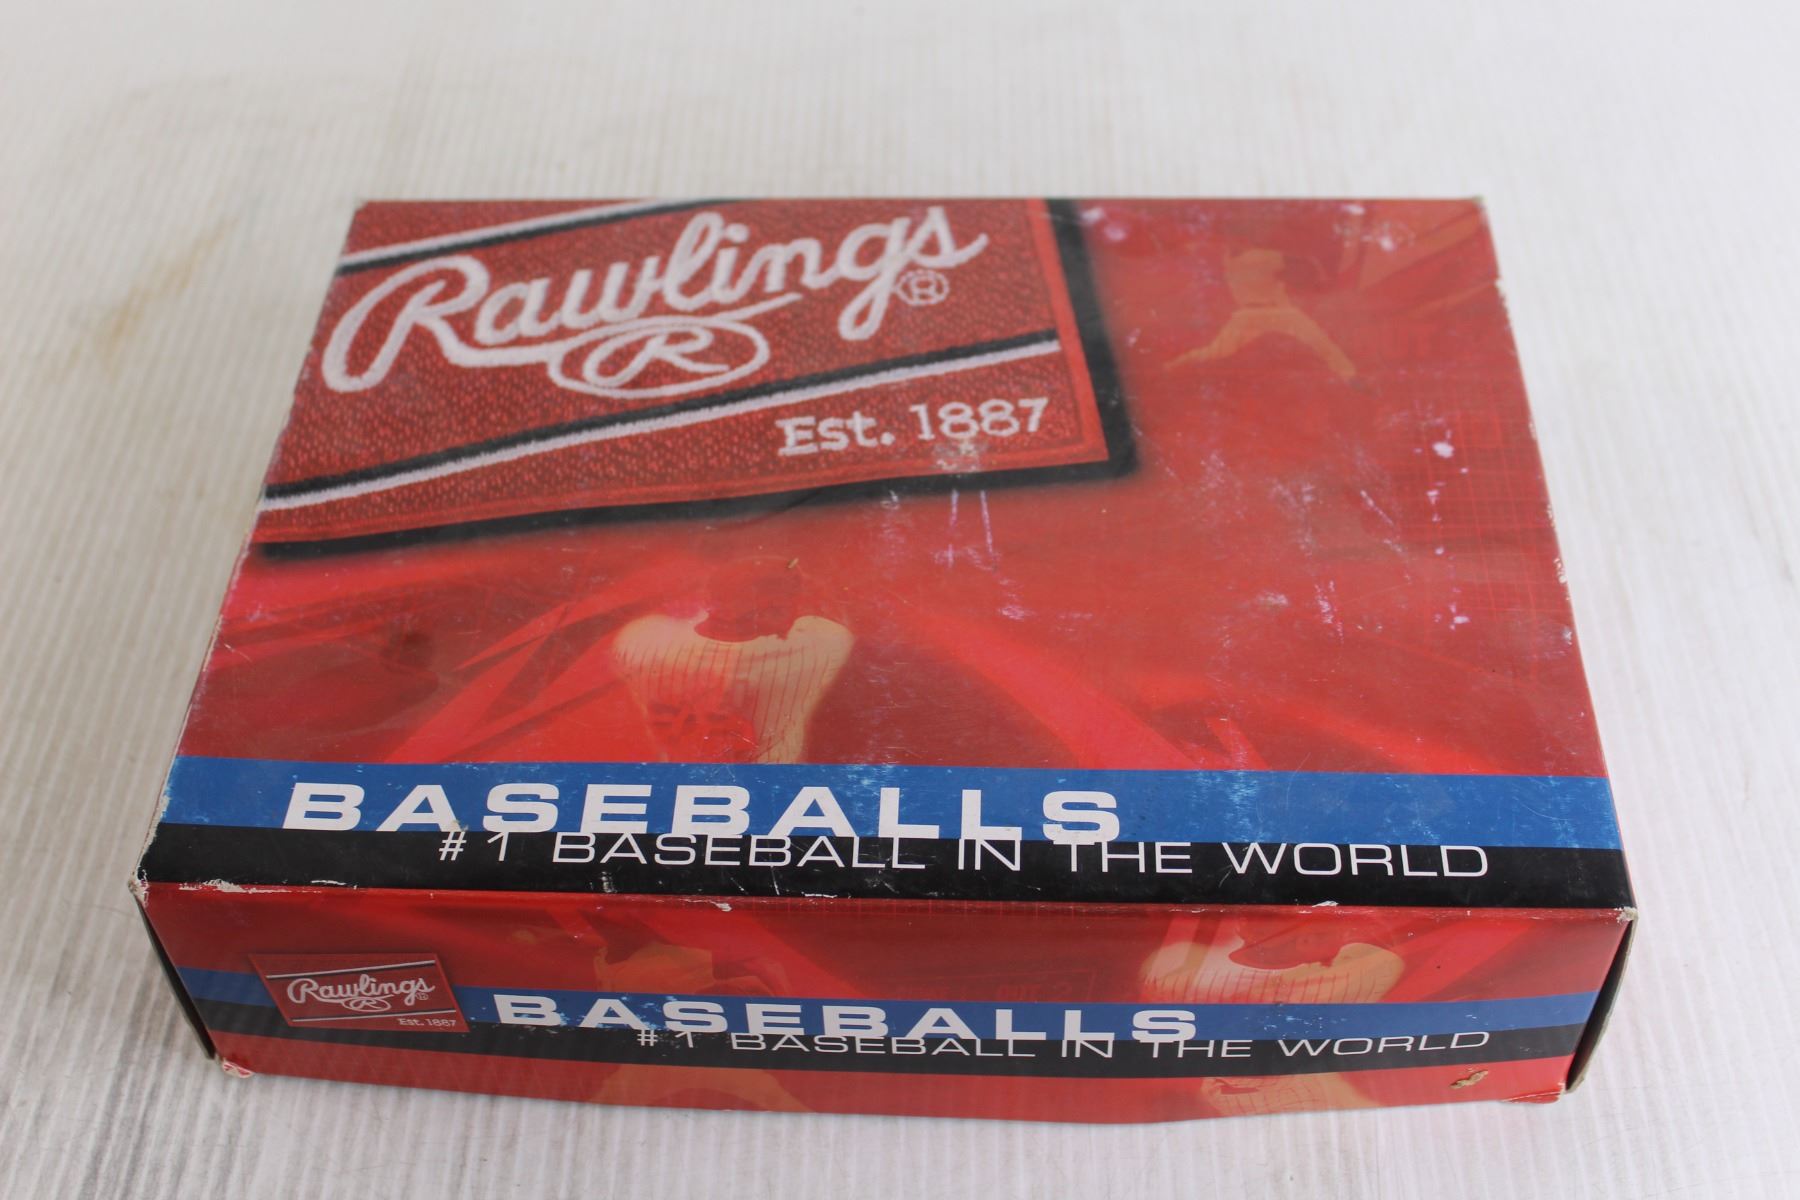 Rawlings®
R
Est. 1887
BASEBALLS
#1 BASEBALL IN THE WORLD
Rawlings®
R
Est. 1887
BASEBALLS
#1 BASEBALL IN THE WORLD